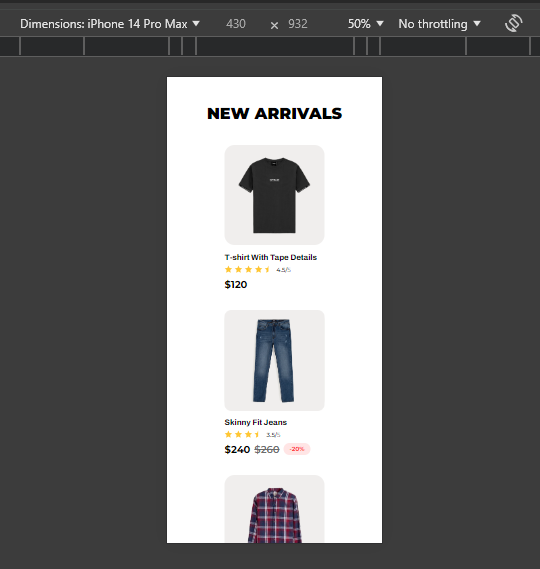 Dimensions: iPhone 14 Pro Max ▼ 430 × 932 50% ▼ No throttling ▼
NEW ARRIVALS
T-shirt With Tape Details
4.5/5
$120
Skinny Fit Jeans
3.5/5
$240 $260 -20%